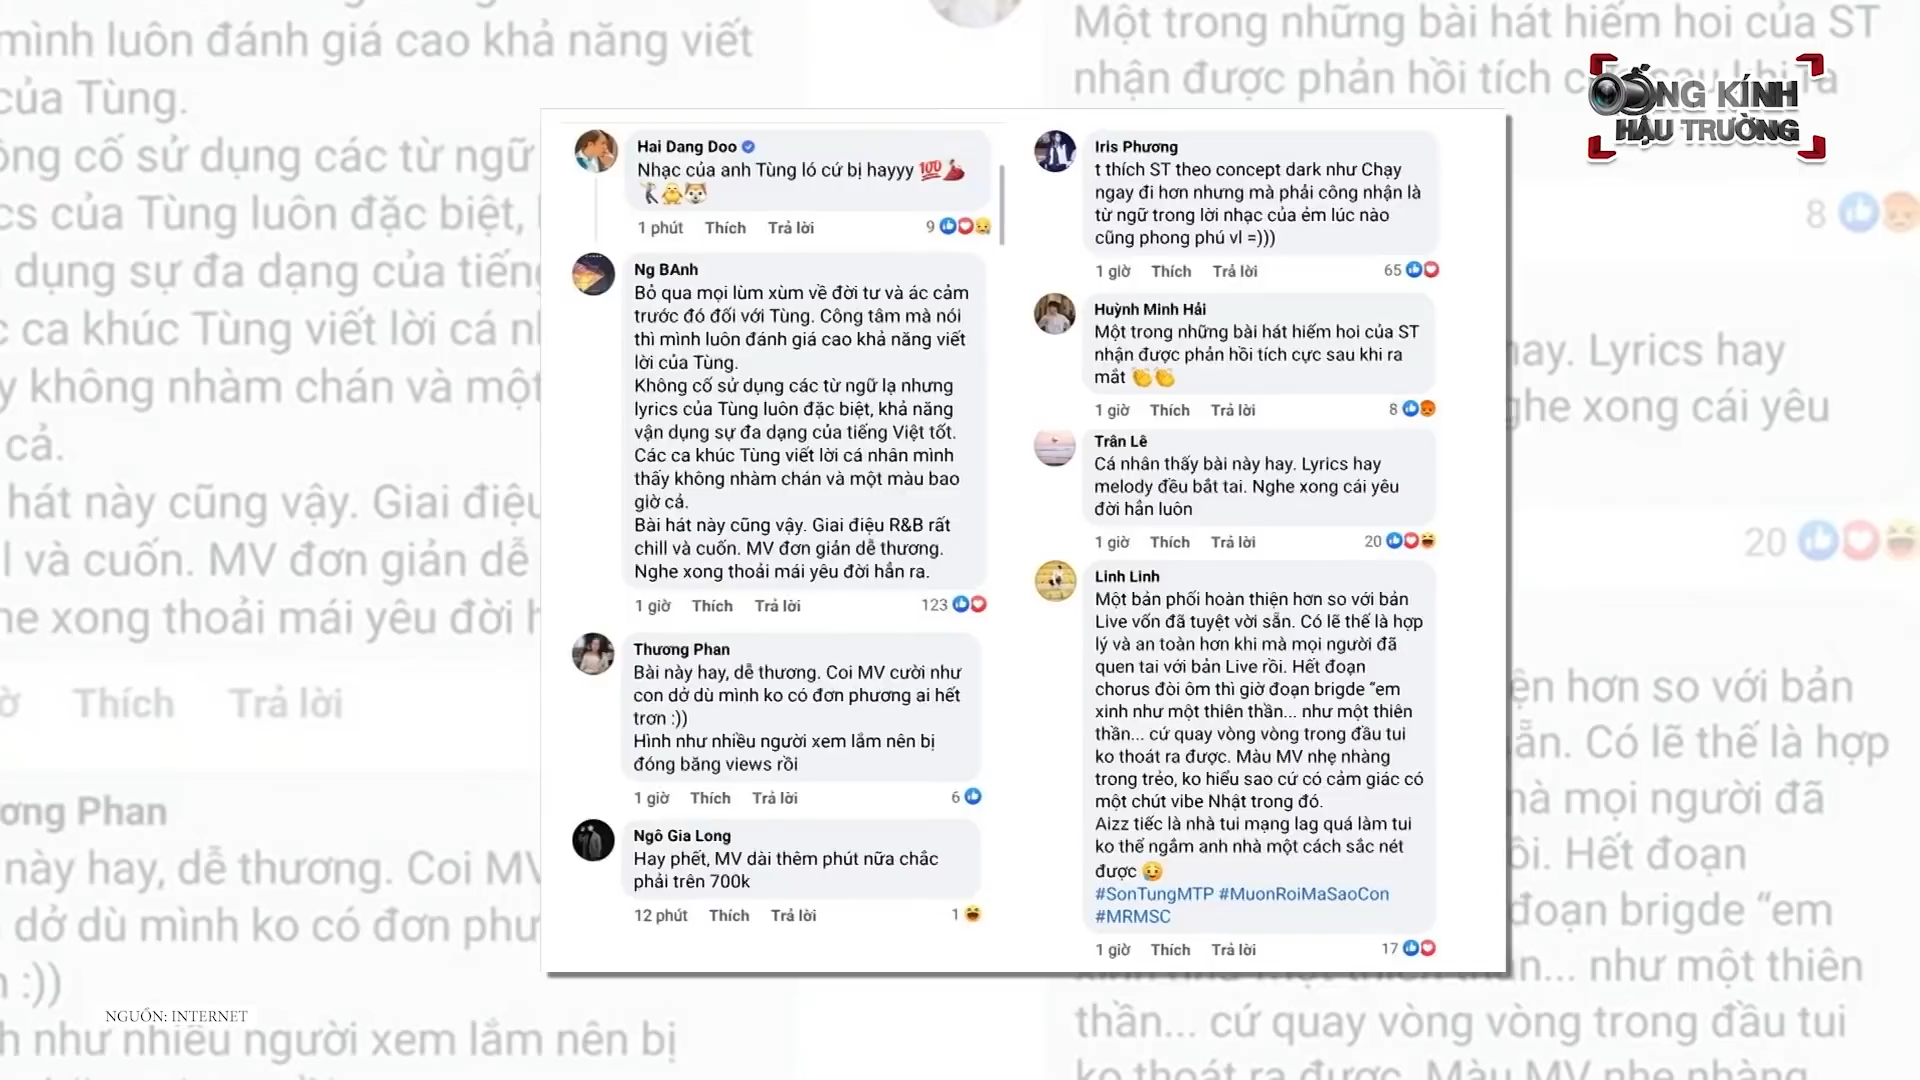 ỐNG KÍNH
HẬU TRƯỜNG
Hai Dang Doo
Nhạc của anh Tùng ló cứ bị hayyy 💯💃
🕺🐥😹
1 phút Thích Trả lời 9
Ng BAnh
Bỏ qua mọi lùm xùm về đời tư và ác cảm
trước đó đối với Tùng. Công tâm mà nói
thì mình luôn đánh giá cao khả năng viết
lời của Tùng.
Không cố sử dụng các từ ngữ lạ nhưng
lyrics của Tùng luôn đặc biệt, khả năng
vận dụng sự đa dạng của tiếng Việt tốt.
Các ca khúc Tùng viết lời cá nhân mình
thấy không nhàm chán và một màu bao
giờ cả.
Bài hát này cũng vậy. Giai điệu R&B rất
chill và cuốn. MV đơn giản dễ thương.
Nghe xong thoải mái yêu đời hẳn ra.
1 giờ Thích Trả lời 123
Thương Phan
Bài này hay, dễ thương. Coi MV cười như
con dở dù mình ko có đơn phương ai hết
trơn :))
Hình như nhiều người xem lắm nên bị
đóng băng views rồi
1 giờ Thích Trả lời 6
Ngô Gia Long
Hay phết, MV dài thêm phút nữa chắc
phải trên 700k
12 phút Thích Trả lời 1
Iris Phương
t thích ST theo concept dark như Chạy
ngay đi hơn nhưng mà phải công nhận là
từ ngữ trong lời nhạc của ẻm lúc nào
cũng phong phú vl =)))
1 giờ Thích Trả lời 65
Huỳnh Minh Hải
Một trong những bài hát hiếm hoi của ST
nhận được phản hồi tích cực sau khi ra
mắt 👏👏
1 giờ Thích Trả lời 8
Trân Lê
Cá nhân thấy bài này hay. Lyrics hay
melody đều bắt tai. Nghe xong cái yêu
đời hẳn luôn
1 giờ Thích Trả lời 20
Linh Linh
Một bản phối hoàn thiện hơn so với bản
Live vốn đã tuyệt vời sẵn. Có lẽ thế là hợp
lý và an toàn hơn khi mà mọi người đã
quen tai với bản Live rồi. Hết đoạn
chorus đòi ôm thì giờ đoạn brigde “em
xinh như một thiên thần... như một thiên
thần... cứ quay vòng vòng trong đầu tui
ko thoát ra được. Màu MV nhẹ nhàng
trong trẻo, ko hiểu sao cứ có cảm giác có
một chút vibe Nhật trong đó.
Aizz tiếc là nhà tui mạng lag quá làm tui
ko thể ngắm anh nhà một cách sắc nét
được 😥
#SonTungMTP #MuonRoiMaSaoCon
#MRMSC
1 giờ Thích Trả lời 17
NGUỒN: INTERNET